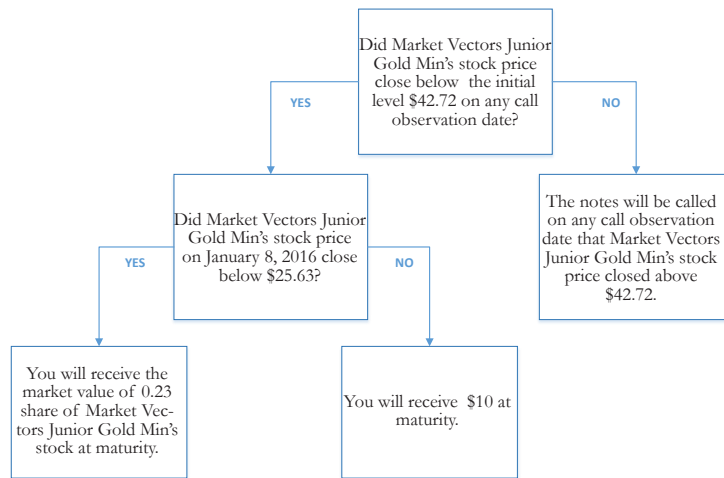 Did Market Vectors Junior
Gold Min's stock price
close below the initial
level $42.72 on any call
observation date?
YES
NO
Did Market Vectors Junior
Gold Min's stock price
on January 8, 2016 close
below $25.63?
The notes will be called
on any call observation
date that Market Vectors
Junior Gold Min's stock
price closed above
$42.72.
YES
NO
You will receive the
market value of 0.23
share of Market Vec-
tors Junior Gold Min's
stock at maturity.
You will receive $10 at
maturity.